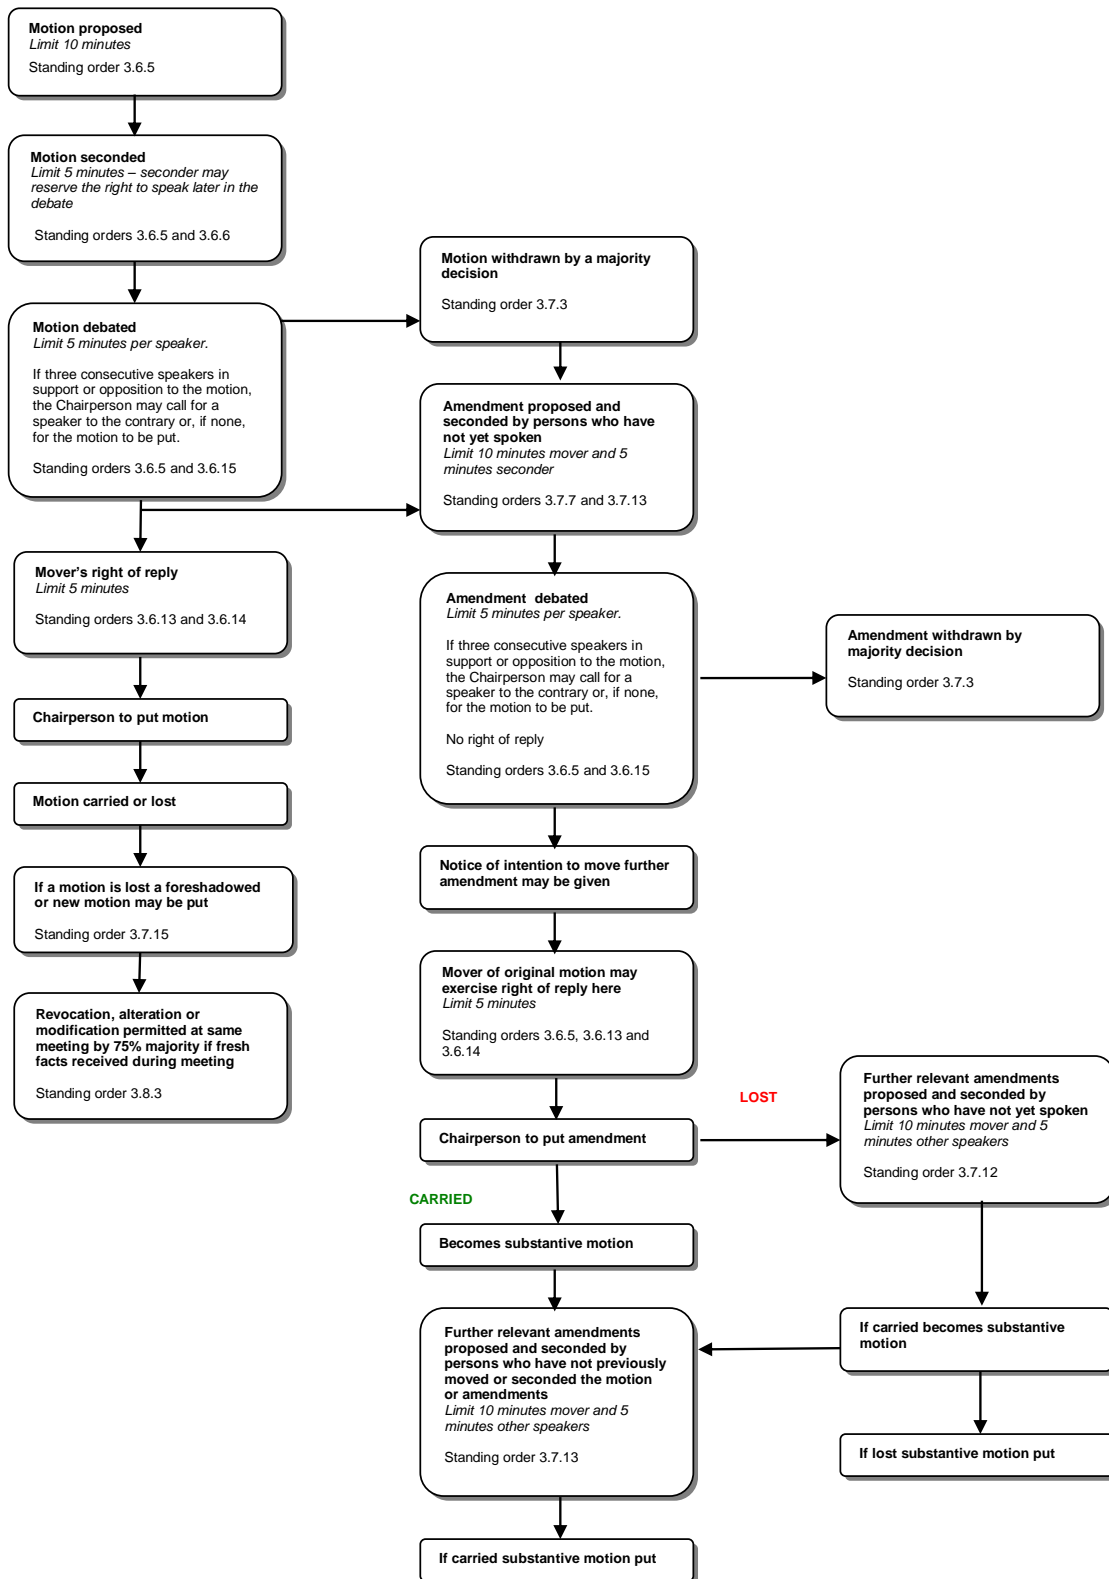 Motion proposed
Limit 10 minutes
Standing order 3.6.5
Motion seconded
Limit 5 minutes – seconder may
reserve the right to speak later in the
debate
Standing orders 3.6.5 and 3.6.6
Motion debated
Limit 5 minutes per speaker.
If three consecutive speakers in
support or opposition to the motion,
the Chairperson may call for a
speaker to the contrary or, if none,
for the motion to be put.
Standing orders 3.6.5 and 3.6.15
Mover's right of reply
Limit 5 minutes
Standing orders 3.6.13 and 3.6.14
Chairperson to put motion
Motion carried or lost
If a motion is lost a foreshadowed
or new motion may be put
Standing order 3.7.15
Revocation, alteration or
modification permitted at same
meeting by 75% majority if fresh
facts received during meeting
Standing order 3.8.3
Motion withdrawn by a majority
decision
Standing order 3.7.3
Amendment proposed and
seconded by persons who have
not yet spoken
Limit 10 minutes mover and 5
minutes seconder
Standing orders 3.7.7 and 3.7.13
Amendment  debated
Limit 5 minutes per speaker.
If three consecutive speakers in
support or opposition to the motion,
the Chairperson may call for a
speaker to the contrary or, if none,
for the motion to be put.
No right of reply
Standing orders 3.6.5 and 3.6.15
Amendment withdrawn by
majority decision
Standing order 3.7.3
Notice of intention to move further
amendment may be given
Mover of original motion may
exercise right of reply here
Limit 5 minutes
Standing orders 3.6.5, 3.6.13 and
3.6.14
Chairperson to put amendment
LOST
Further relevant amendments
proposed and seconded by
persons who have not yet spoken
Limit 10 minutes mover and 5
minutes other speakers
Standing order 3.7.12
CARRIED
Becomes substantive motion
Further relevant amendments
proposed and seconded by
persons who have not previously
moved or seconded the motion
or amendments
Limit 10 minutes mover and 5
minutes other speakers
Standing order 3.7.13
If carried becomes substantive
motion
If lost substantive motion put
If carried substantive motion put